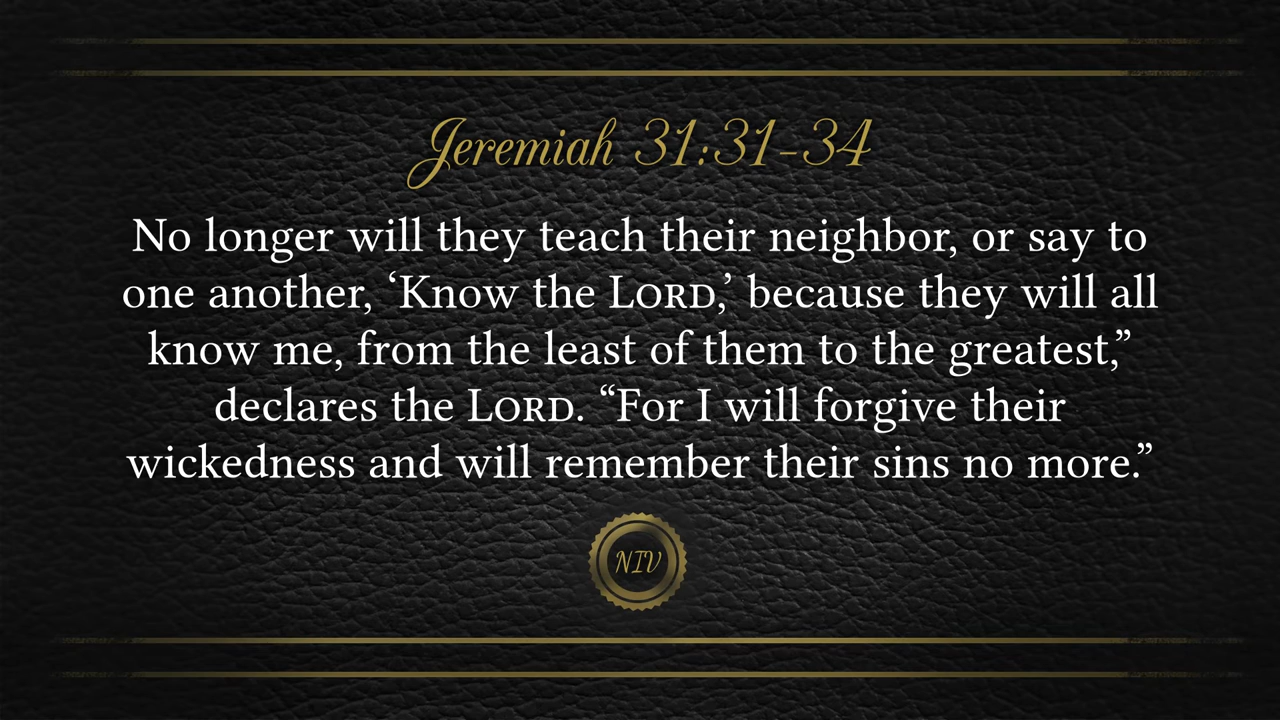 Jeremiah 31:31-34
No longer will they teach their neighbor, or say to
one another, ‘Know the LORD,’ because they will all
know me, from the least of them to the greatest,”
declares the LORD. “For I will forgive their
wickedness and will remember their sins no more.”
NIV